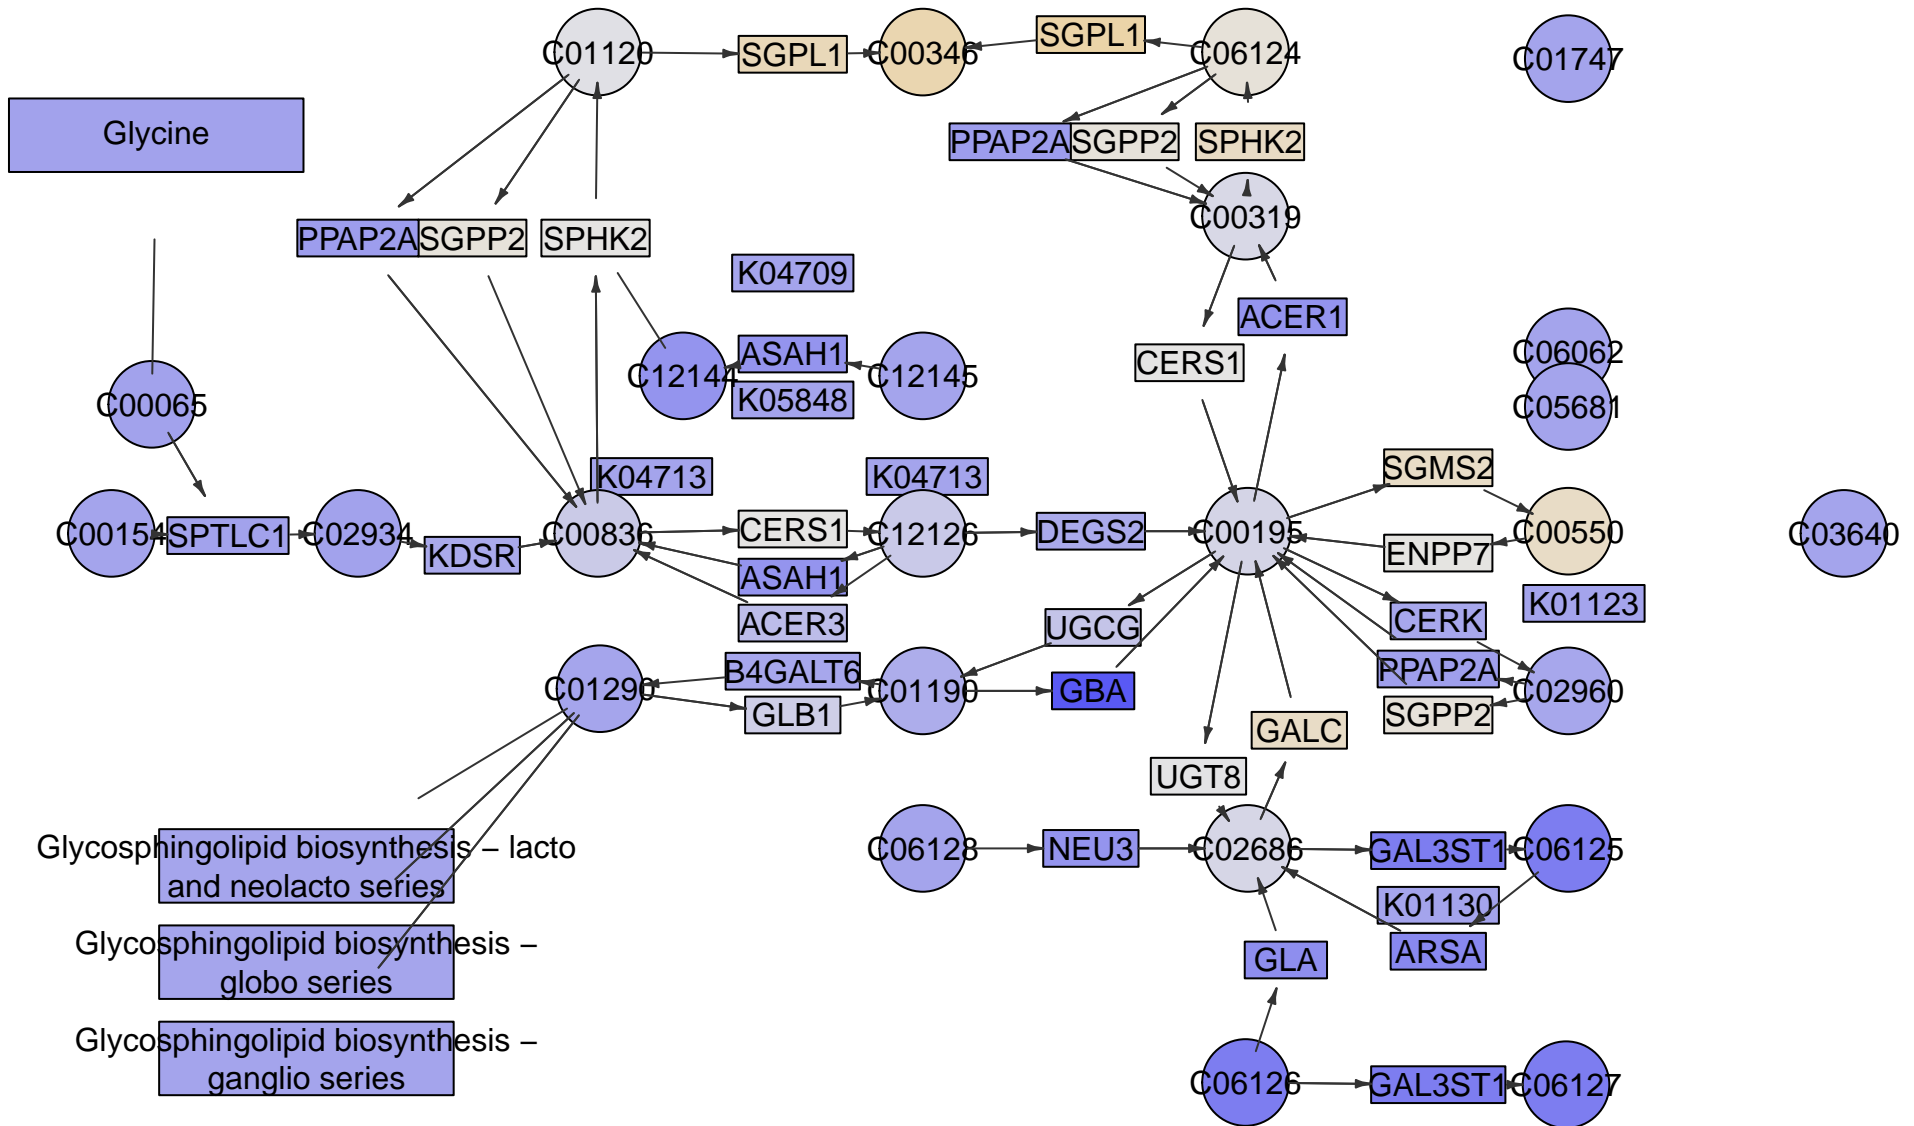 C01120
SGPL1
C00346
SGPL1
C06124
C01747
Glycine
PPAP2A
SGPP2
SPHK2
C00319
PPAP2A
SGPP2
SPHK2
K04709
ACER1
C06062
C12144
ASAH1
C12145
CERS1
K05848
C00065
C05681
K04713
K04713
SGMS2
C00154
SPTLC1
C02934
KDSR
C00836
CERS1
C12126
DEGS2
C00195
C00550
C03640
ENPP7
ASAH1
K01123
ACER3
UGCG
CERK
B4GALT6
PPAP2A
C01290
C01190
GBA
C02960
GLB1
SGPP2
GALC
UGT8
Glycosphingolipid biosynthesis – lacto
and neolacto series
C06128
NEU3
C02686
GAL3ST1
C06125
K01130
Glycosphingolipid biosynthesis –
globo series
GLA
ARSA
Glycosphingolipid biosynthesis –
ganglio series
C06126
GAL3ST1
C06127